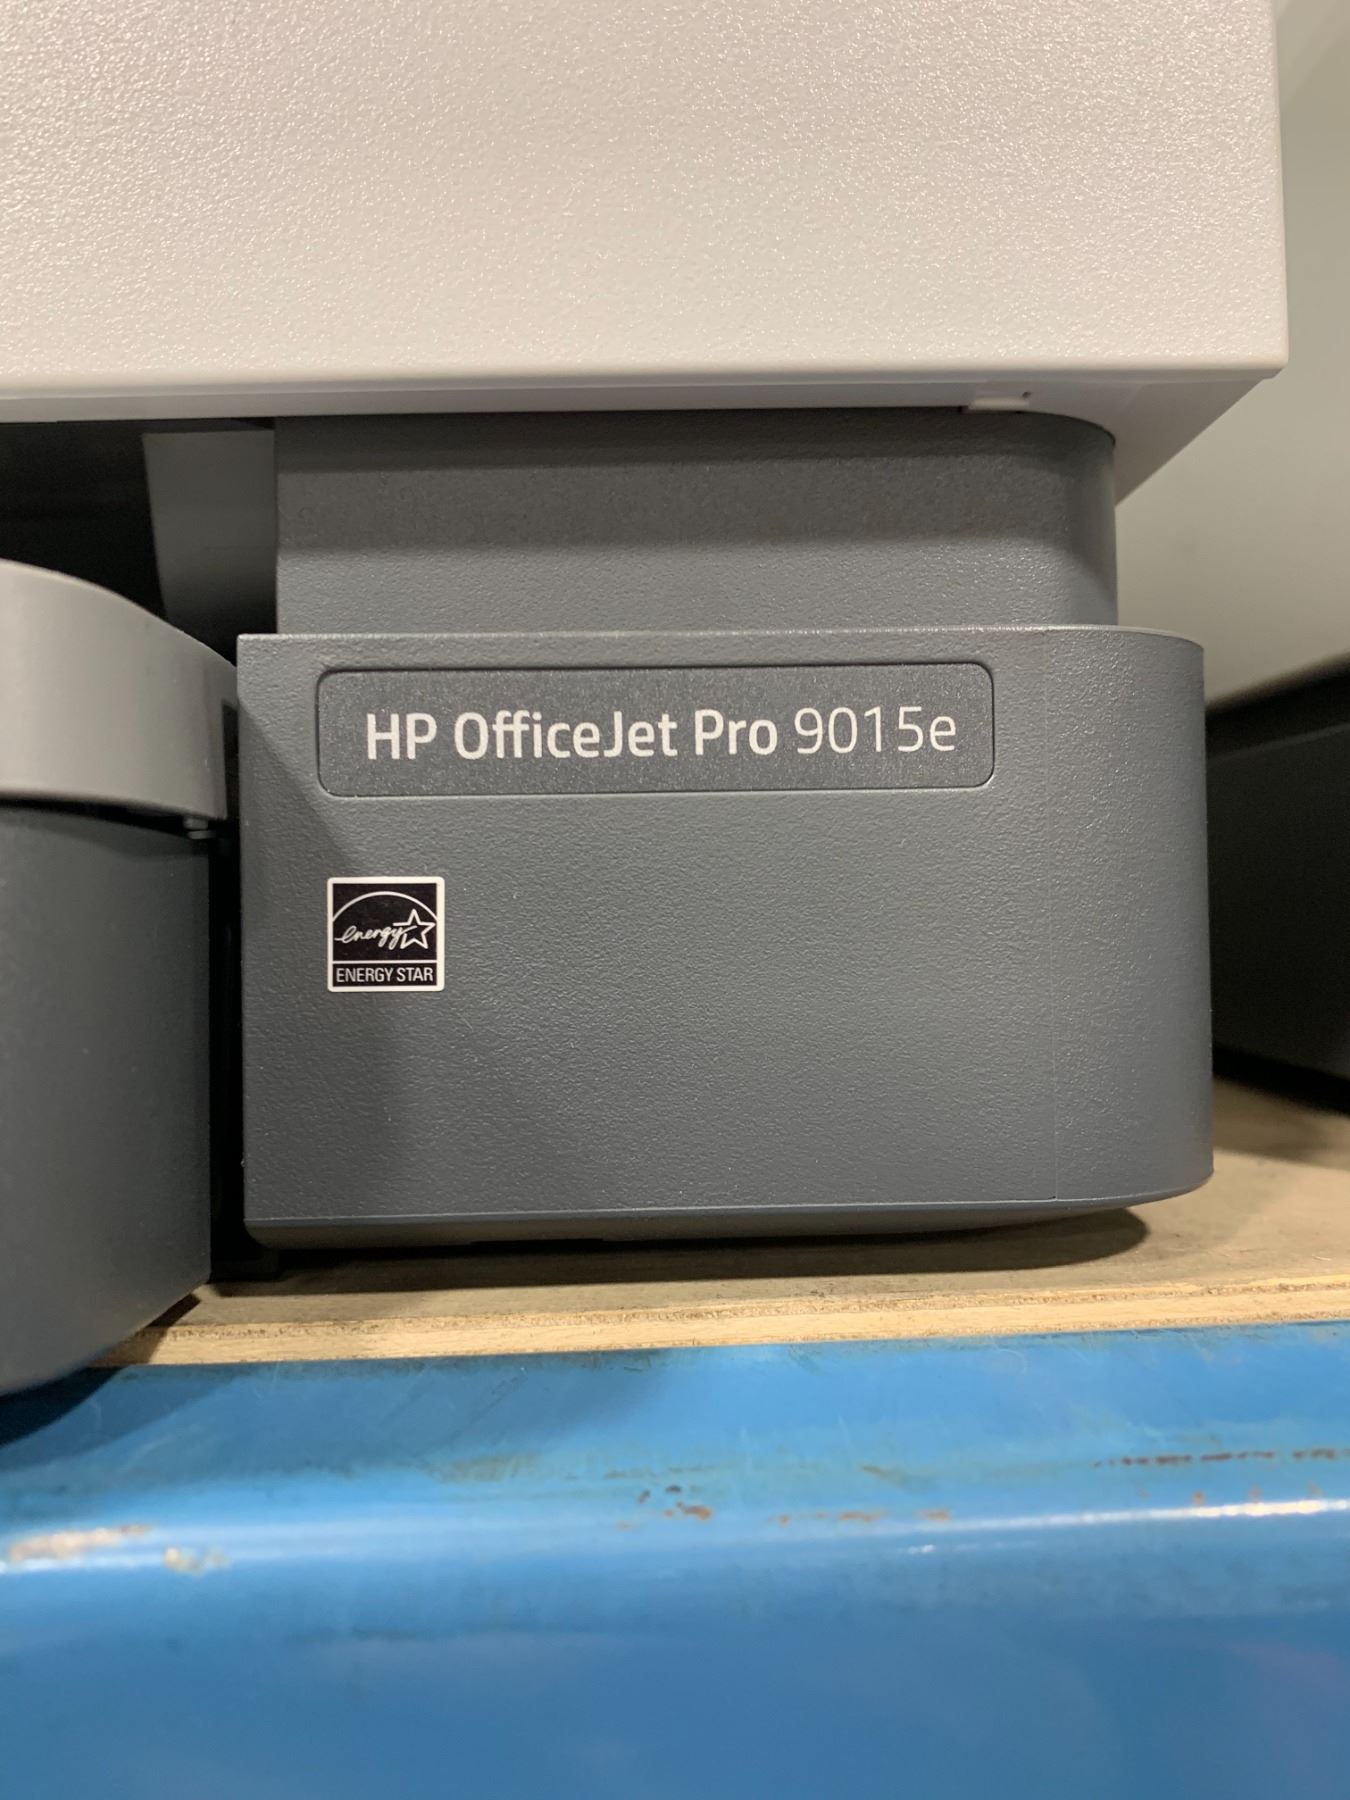 HP OfficeJet Pro 9015e
energy
ENERGY STAR